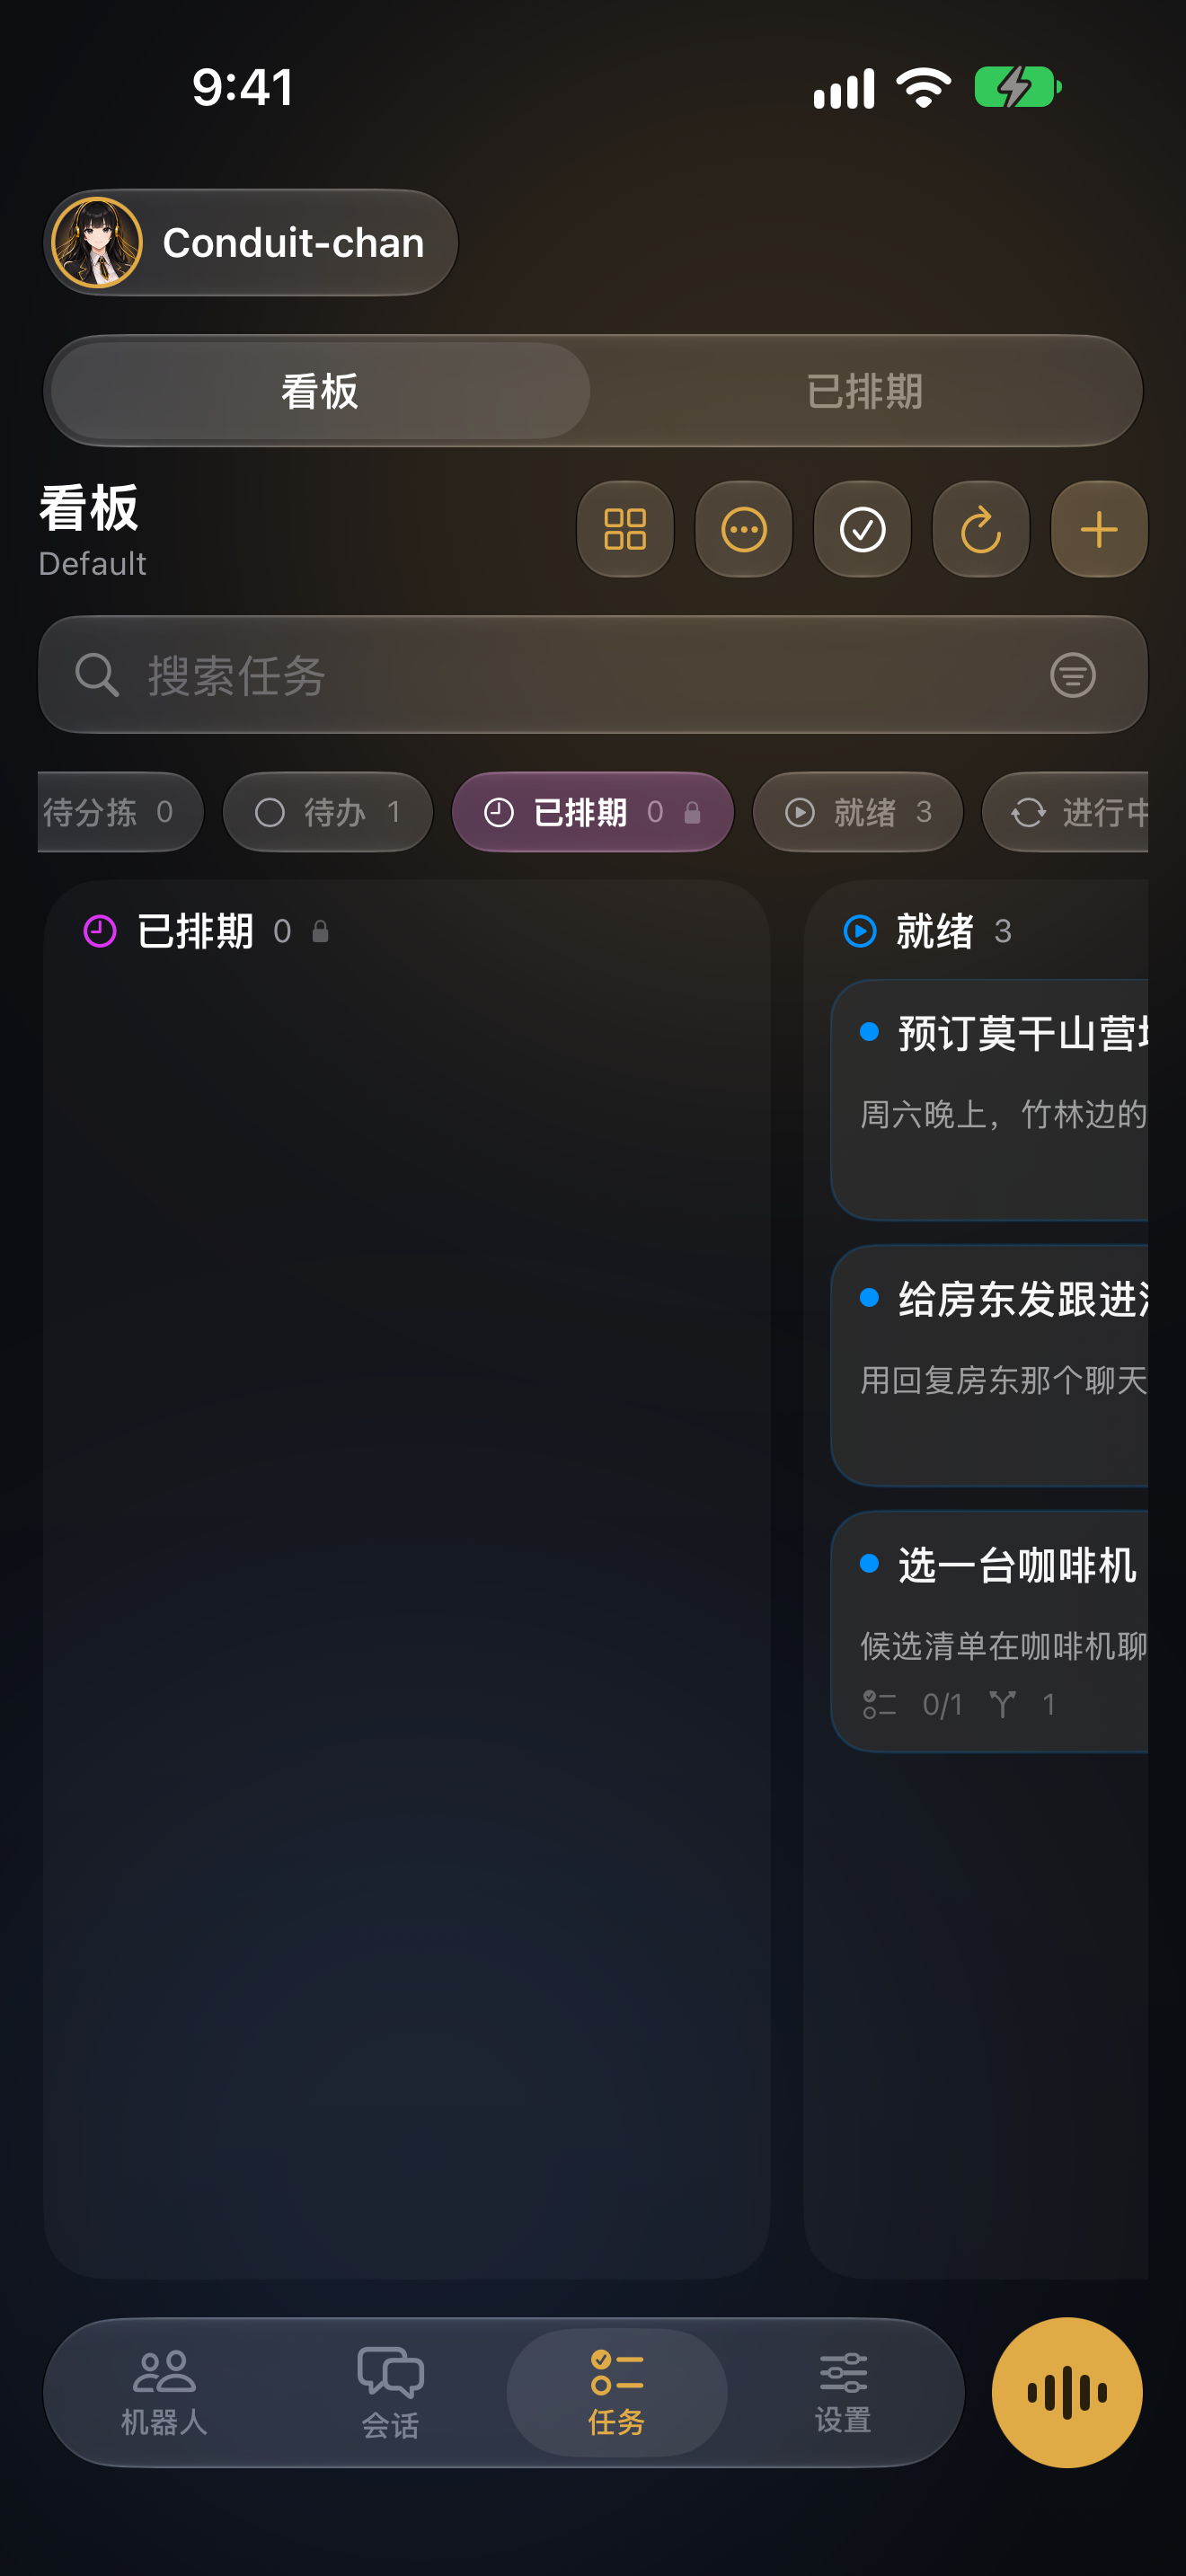 9:41
Conduit-chan
看板
已排期
看板
Default
搜索任务
待分拣 0
待办 1
已排期 0
就绪 3
进行中
已排期 0
就绪 3
预订莫干山营
周六晚上，竹林边的
给房东发跟进
用回复房东那个聊天
选一台咖啡机
候选清单在咖啡机聊
0/1 1
机器人
会话
任务
设置